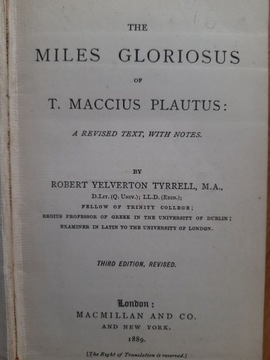 THE
MILES GLORIOSUS
OF
T. MACCIUS PLAUTUS:
A REVISED TEXT, WITH NOTES.
BY
ROBERT YELVERTON TYRRELL, M.A.,
D.LIT. (Q. UNIV.); LL.D. (EDIN.);
FELLOW OF TRINITY COLLEGE;
REGIUS PROFESSOR OF GREEK IN THE UNIVERSITY OF DUBLIN;
EXAMINER IN LATIN TO THE UNIVERSITY OF LONDON.
THIRD EDITION, REVISED.
London:
MACMILLAN AND CO.
AND NEW YORK.
1889.
[The Right of Translation is reserved.]